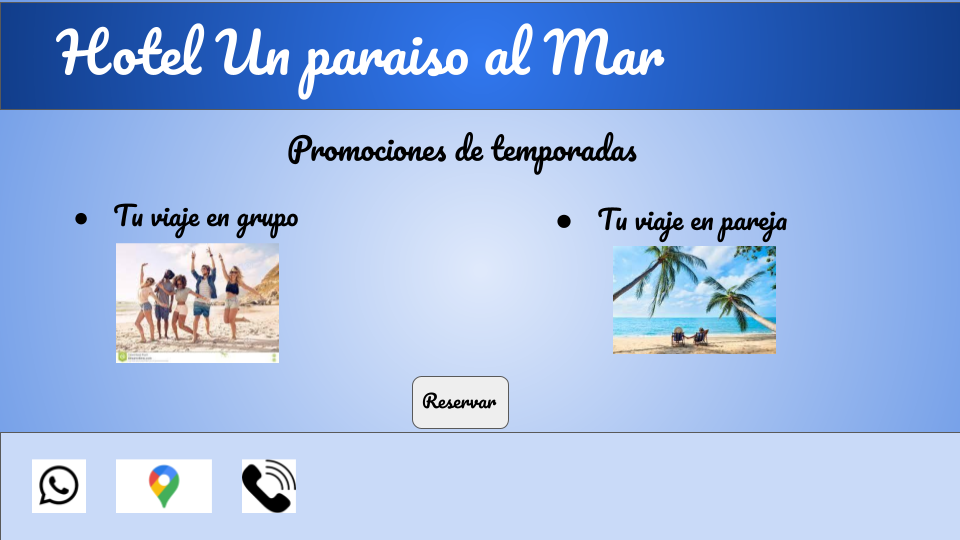 Hotel Un paraiso al Mar
Promociones de temporadas
● Tu viaje en grupo
● Tu viaje en pareja
Reservar